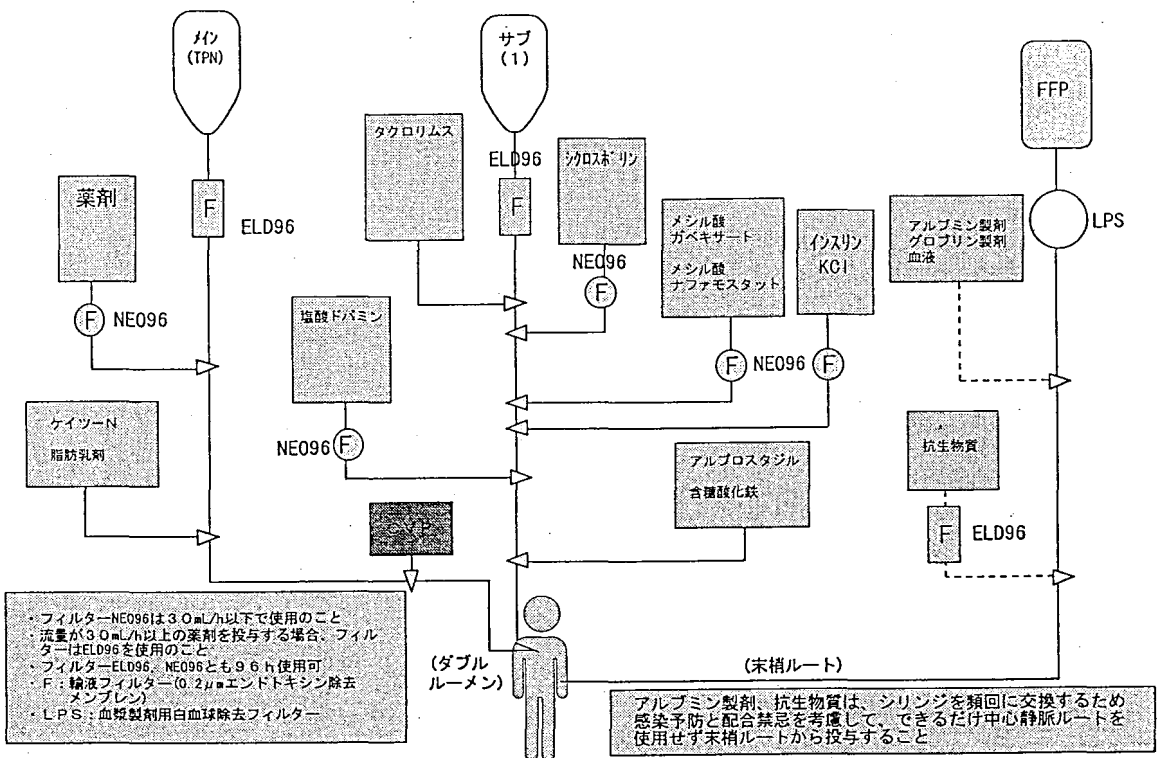 メイン
(TPN)
サブ
(1)
FFP
薬剤
F
ELD96
タクロリムス
ELD96
F
シクロスポリン
NEO96
F
メシル酸
ガベキサート
メシル酸
ナファモスタット
インスリン
KCl
アルブミン製剤
グロブリン製剤
血液
LPS
F
NEO96
塩酸ドパミン
F
NEO96
F
ケイツーN
脂肪乳剤
NEO96
F
アルプロスタジル
含糖酸化鉄
抗生物質
F
ELD96
CVP
・フィルターNEO96は30mL/h以下で使用のこと
・流量が30mL/h以上の薬剤を投与する場合、フィル
ターはELD96を使用のこと
・フィルターELD96、NEO96とも96h使用可
・F：輸液フィルター(0.2μmエンドトキシン除去
メンブレン)
・LPS：血漿製剤用白血球除去フィルター
(ダブル
ルーメン)
(末梢ルート)
アルブミン製剤、抗生物質は、シリンジを頻回に交換するため
感染予防と配合禁忌を考慮して、できるだけ中心静脈ルートを
使用せず末梢ルートから投与すること